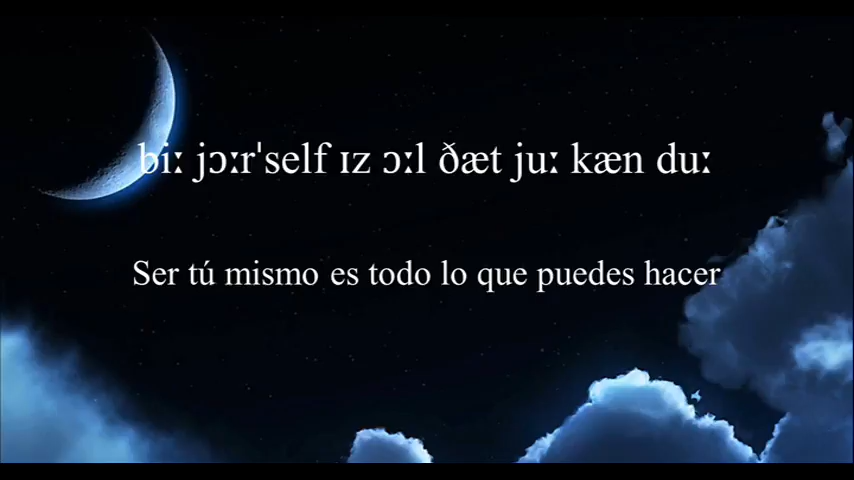 biː jɔːr'self ɪz ɔːl ðæt juː kæn duː
Ser tú mismo es todo lo que puedes hacer